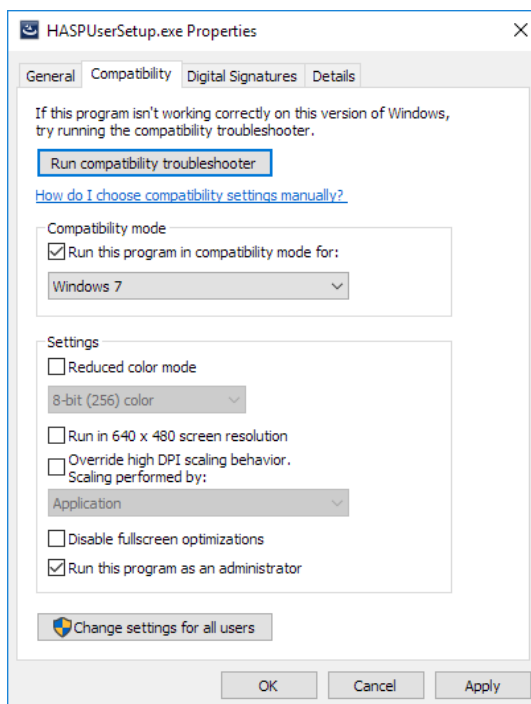 HASPUserSetup.exe Properties
General Compatibility Digital Signatures Details
If this program isn't working correctly on this version of Windows,
try running the compatibility troubleshooter.
Run compatibility troubleshooter
How do I choose compatibility settings manually?
Compatibility mode
Run this program in compatibility mode for:
Windows 7
Settings
Reduced color mode
8-bit (256) color
Run in 640 x 480 screen resolution
Override high DPI scaling behavior.
Scaling performed by:
Application
Disable fullscreen optimizations
Run this program as an administrator
Change settings for all users
OK Cancel Apply